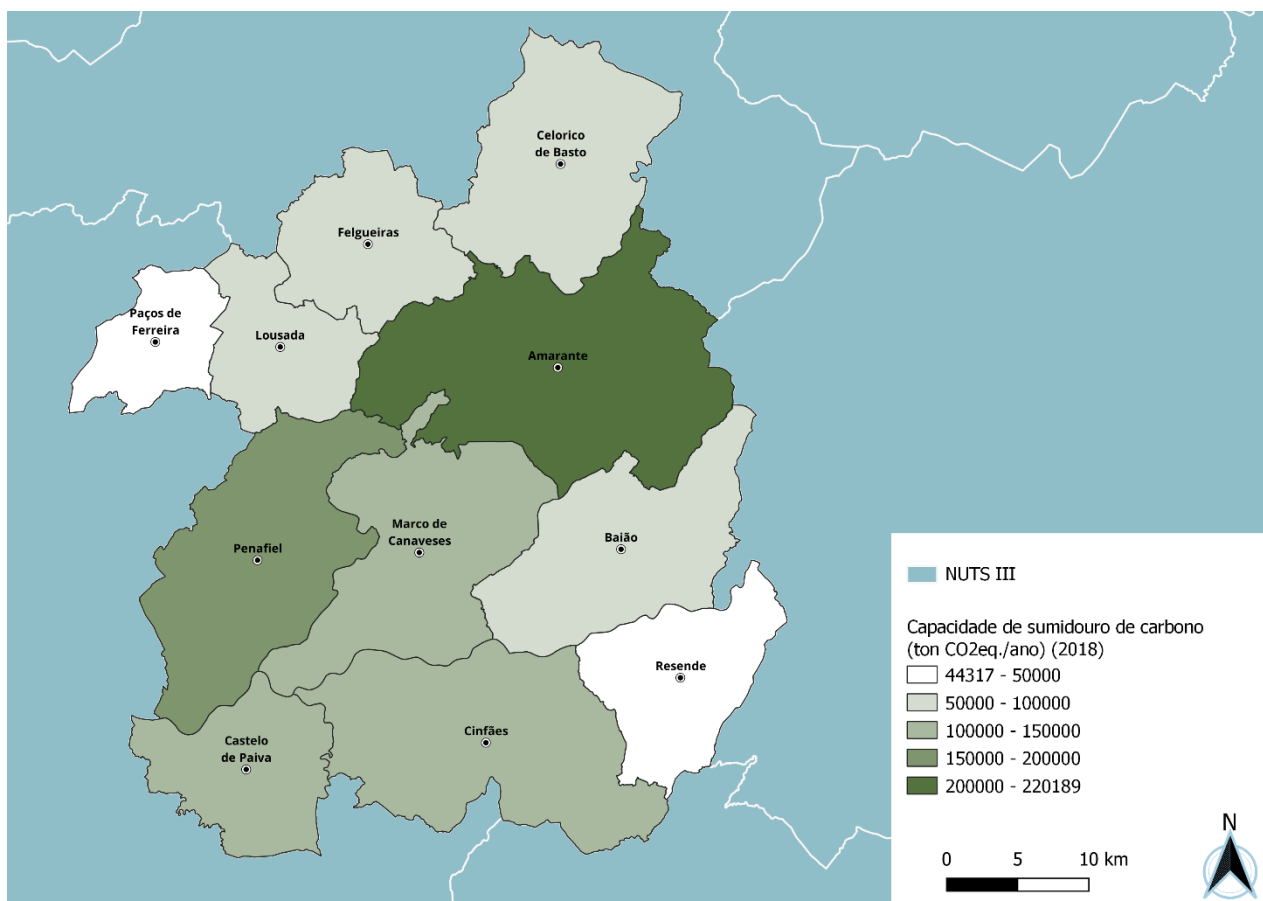 Celorico
de Basto
Felgueiras
Paços de
Ferreira
Lousada
Amarante
Marco de
Canaveses
Penafiel
Baião
Resende
Cinfães
Castelo
de Paiva
NUTS III
Capacidade de sumidouro de carbono
(ton CO2eq./ano) (2018)
44317 - 50000
50000 - 100000
100000 - 150000
150000 - 200000
200000 - 220189
0 5 10 km
N